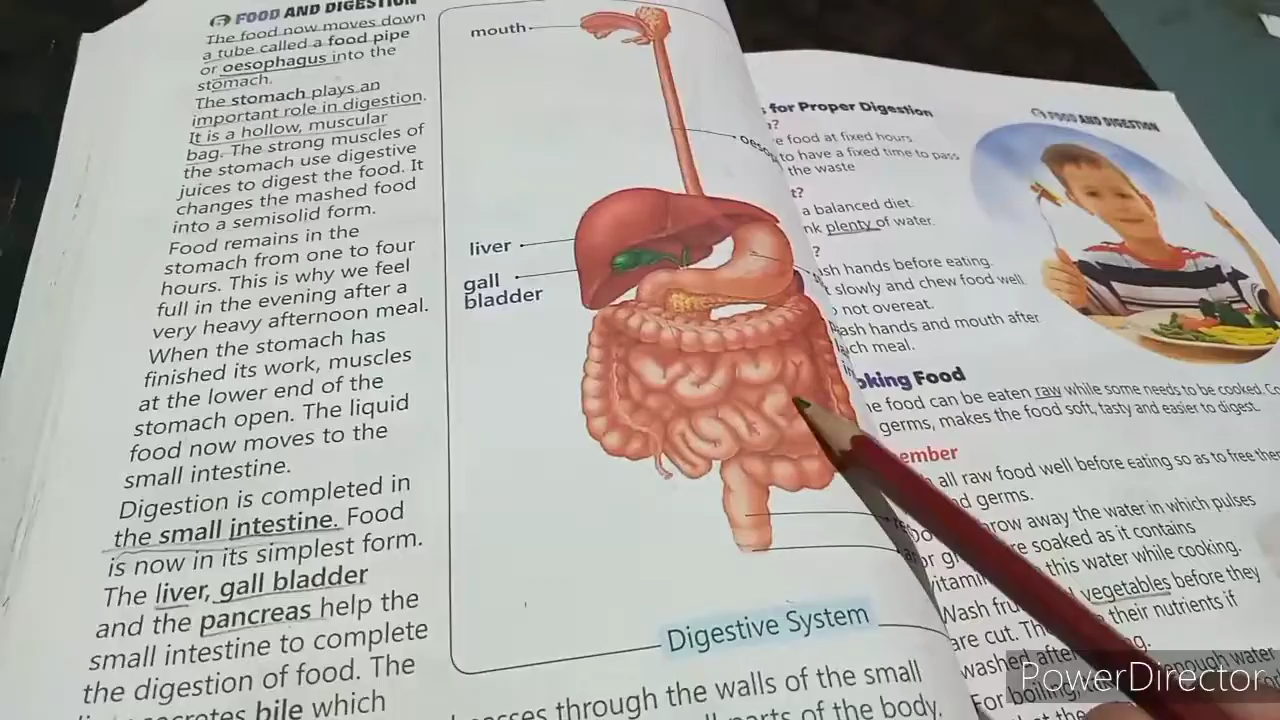 FOOD AND DIGESTION
The food now moves down
a tube called a food pipe
or oesophagus into the
stomach.
The stomach plays an
important role in digestion.
It is a hollow, muscular
bag. The strong muscles of
the stomach use digestive
juices to digest the food. It
changes the mashed food
into a semisolid form.
Food remains in the
stomach from one to four
hours. This is why we feel
full in the evening after a
very heavy afternoon meal.
When the stomach has
finished its work, muscles
at the lower end of the
stomach open. The liquid
food now moves to the
small intestine.
Digestion is completed in
the small intestine. Food
is now in its simplest form.
The liver, gall bladder
and the pancreas help the
small intestine to complete
the digestion of food. The
bile which
mouth
liver
gall
bladder
Digestive System
through the walls of the small
parts of the body.
FOOD AND DIGESTION
for Proper Digestion
food at fixed hours.
to have a fixed time to pass
the waste
a balanced diet.
plenty of water.
hands before eating.
slowly and chew food well.
not overeat.
hands and mouth after
meal.
Food
food can be eaten raw while some needs to be cooked.
germs, makes the food soft, tasty and easier to digest.
all raw food well before eating so as to free
germs.
away the water in which pulses
soaked as it contains
this water while cooking.
Wash vegetables before they
are cut. their nutrients if
washed after
For enough water
the
PowerDirector